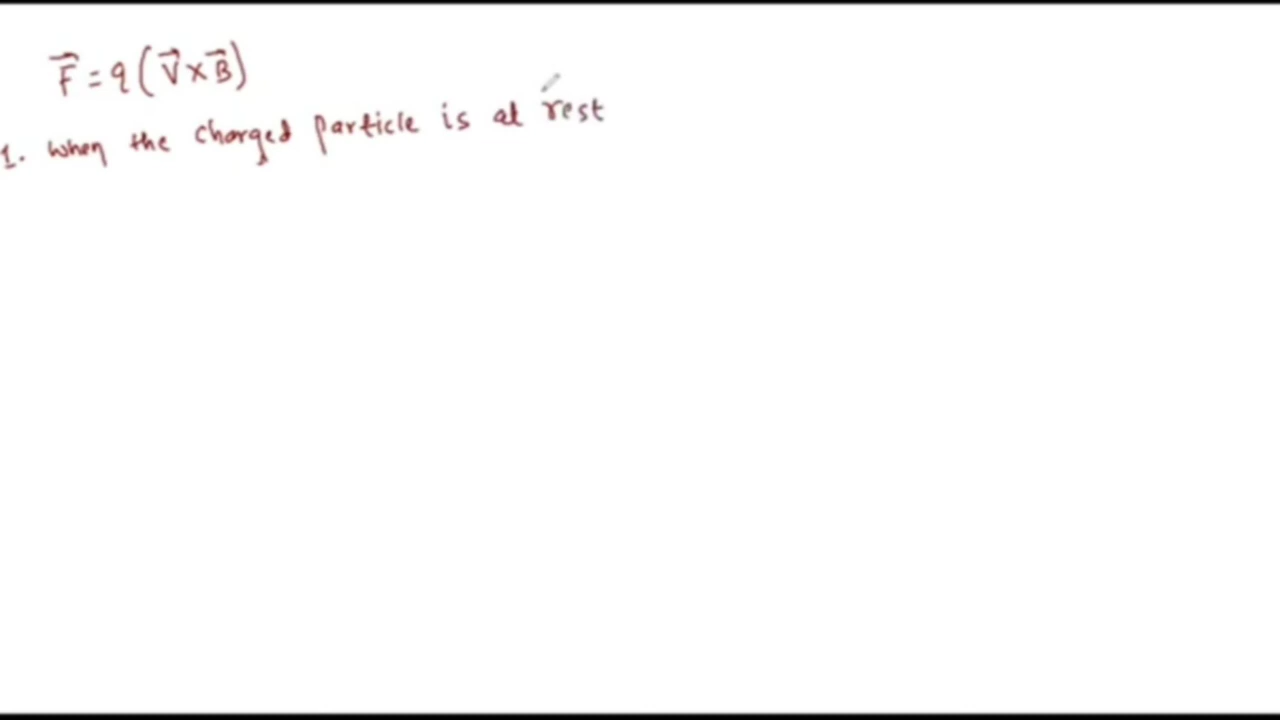 F⃗ = q (V⃗ × B⃗)
1. When the charged particle is at rest